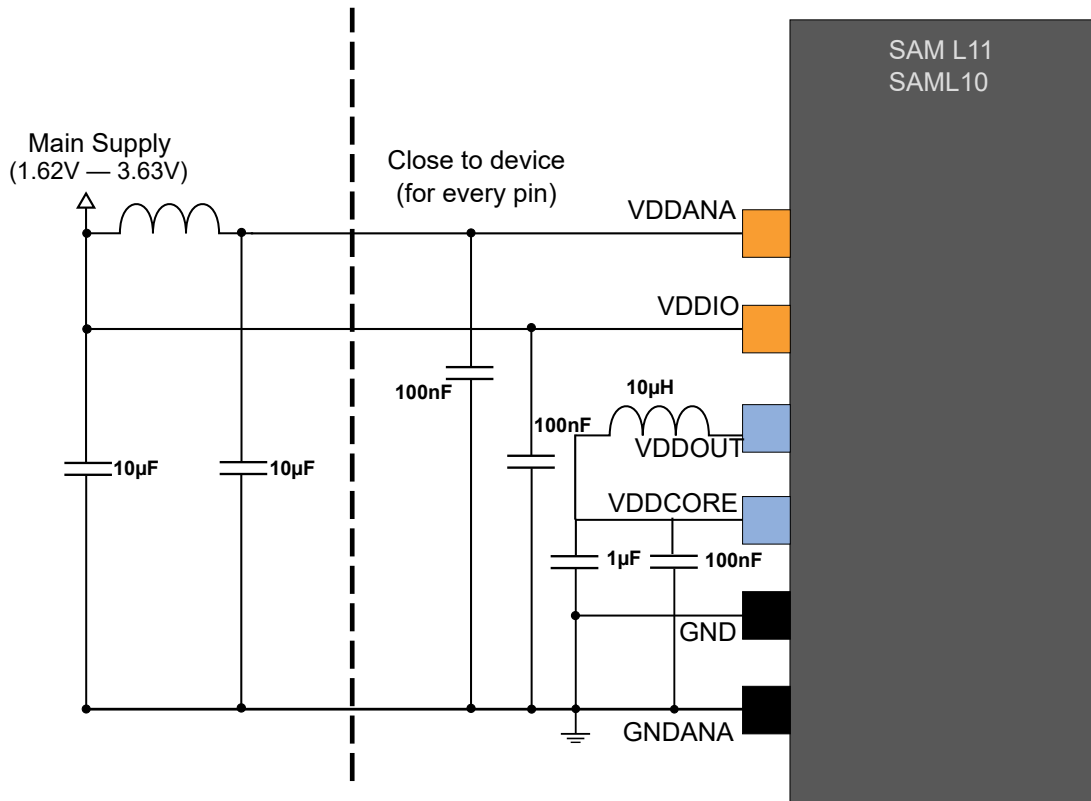 SAM L11
SAML10
Main Supply
(1.62V — 3.63V)
Close to device
(for every pin)
VDDANA
VDDIO
100nF
10µH
100nF
VDDOUT
10µF
10µF
VDDCORE
1µF
100nF
GND
GNDANA